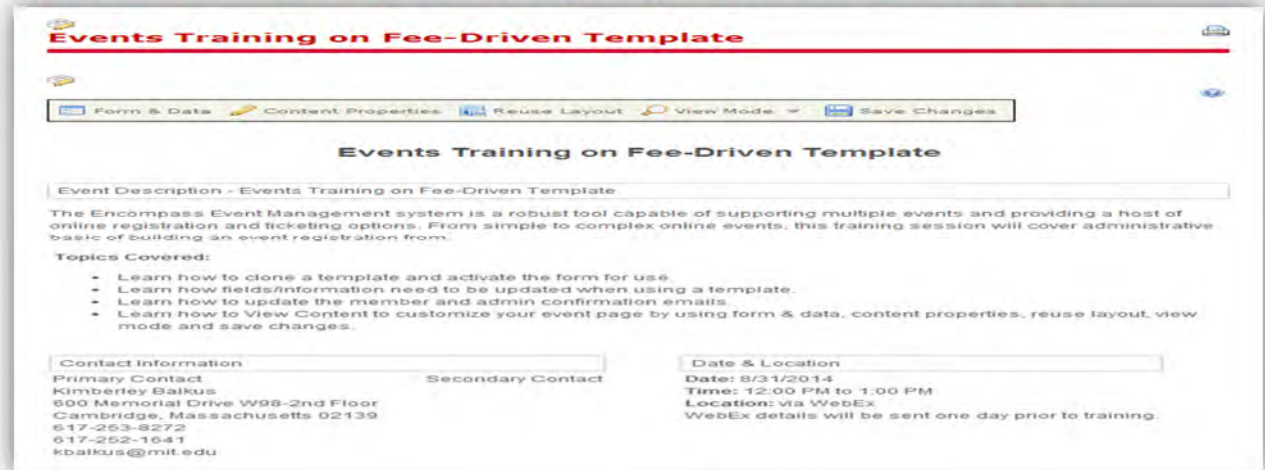 Events Training on Fee-Driven Template
Form & Data Content Properties Reuse Layout View Mode Save Changes
Events Training on Fee-Driven Template
Event Description - Events Training on Fee-Driven Template
The Encompass Event Management system is a robust tool capable of supporting multiple events and providing a host of
online registration and ticketing options. From simple to complex online events, this training session will cover administrative
basic of building an event registration from.
Topics Covered:
• Learn how to clone a template and activate the form for use.
• Learn how fields/information need to be updated when using a template.
• Learn how to update the member and admin confirmation emails.
• Learn how to View Content to customize your event page by using form & data, content properties, reuse layout, view
mode and save changes.
Contact Information
Primary Contact Secondary Contact
Kimberley Balkus
600 Memorial Drive W98-2nd Floor
Cambridge, Massachusetts 02139
617-253-8272
617-252-1641
kbalkus@mit.edu
Date & Location
Date: 8/31/2014
Time: 12:00 PM to 1:00 PM
Location: via WebEx
WebEx details will be sent one day prior to training.